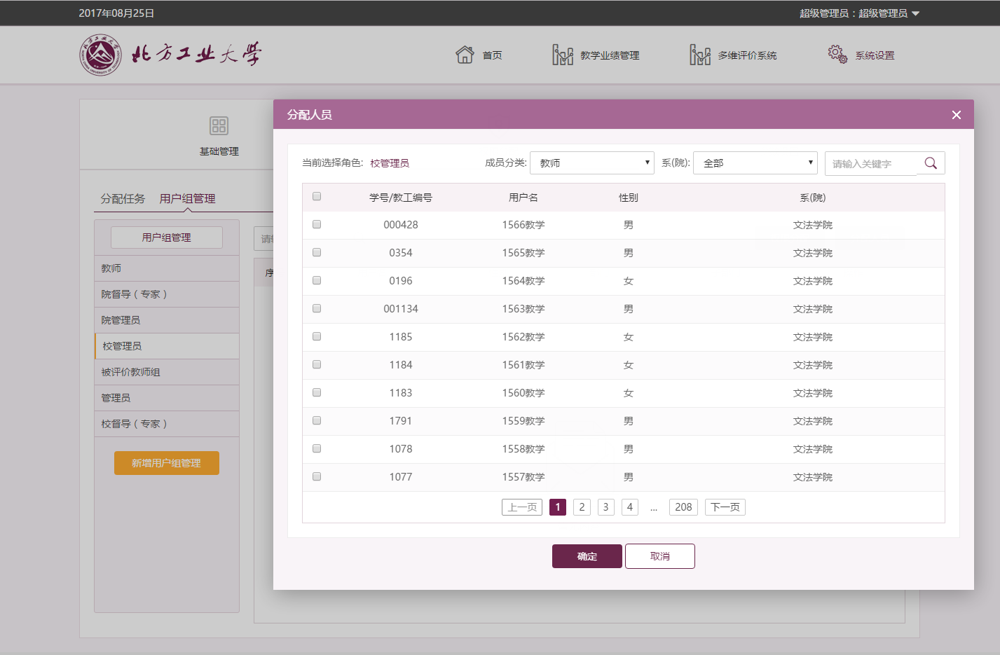 2017年08月25日
超级管理员：超级管理员
北方工业大学
首页
教学业绩管理
多维评价系统
系统设置
基础管理
分配任务
用户组管理
用户组管理
教师
院督导（专家）
院管理员
校管理员
被评价教师组
管理员
校督导（专家）
新增用户组管理
序
分配人员
当前选择角色: 校管理员
成员分类: 教师
系(院): 全部
请输入关键字
学号/教工编号 用户名 性别 系(院)
000428 1566教学 男 文法学院
0354 1565教学 男 文法学院
0196 1564教学 女 文法学院
001134 1563教学 男 文法学院
1185 1562教学 女 文法学院
1184 1561教学 女 文法学院
1183 1560教学 女 文法学院
1791 1559教学 男 文法学院
1078 1558教学 男 文法学院
1077 1557教学 男 文法学院
上一页 1 2 3 4 ... 208 下一页
确定 取消